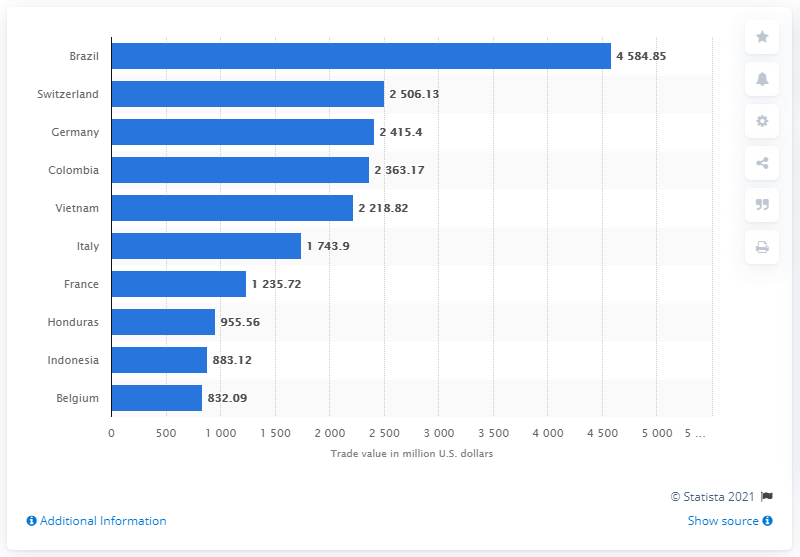 Brazil 4 584.85
Switzerland 2 506.13
Germany 2 415.4
Colombia 2 363.17
Vietnam 2 218.82
Italy 1 743.9
France 1 235.72
Honduras 955.56
Indonesia 883.12
Belgium 832.09
0 500 1 000 1 500 2 000 2 500 3 000 3 500 4 000 4 500 5 000 5 ...
Trade value in million U.S. dollars
© Statista 2021
Additional Information Show source